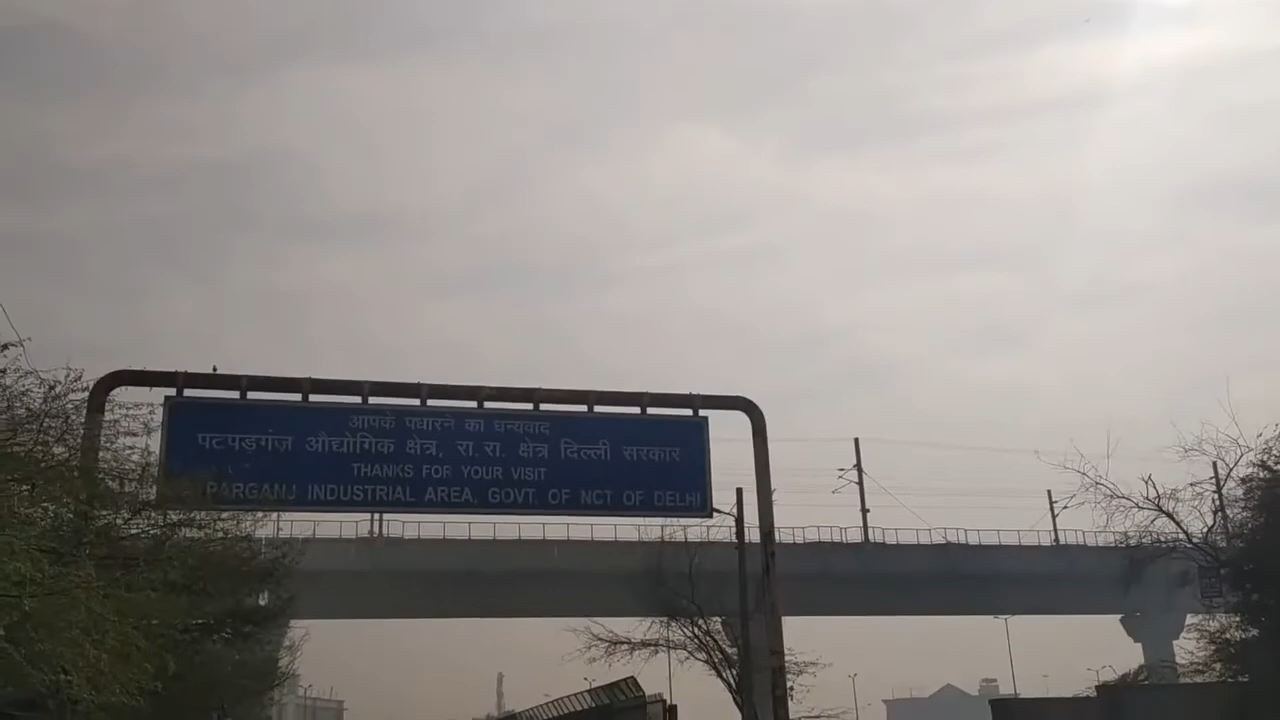 आपके पधारने का धन्यवाद
पटपड़गंज़ औद्योगिक क्षेत्र, रा.रा. क्षेत्र दिल्ली सरकार
THANKS FOR YOUR VISIT
PARGANJ INDUSTRIAL AREA, GOVT. OF NCT OF DELHI